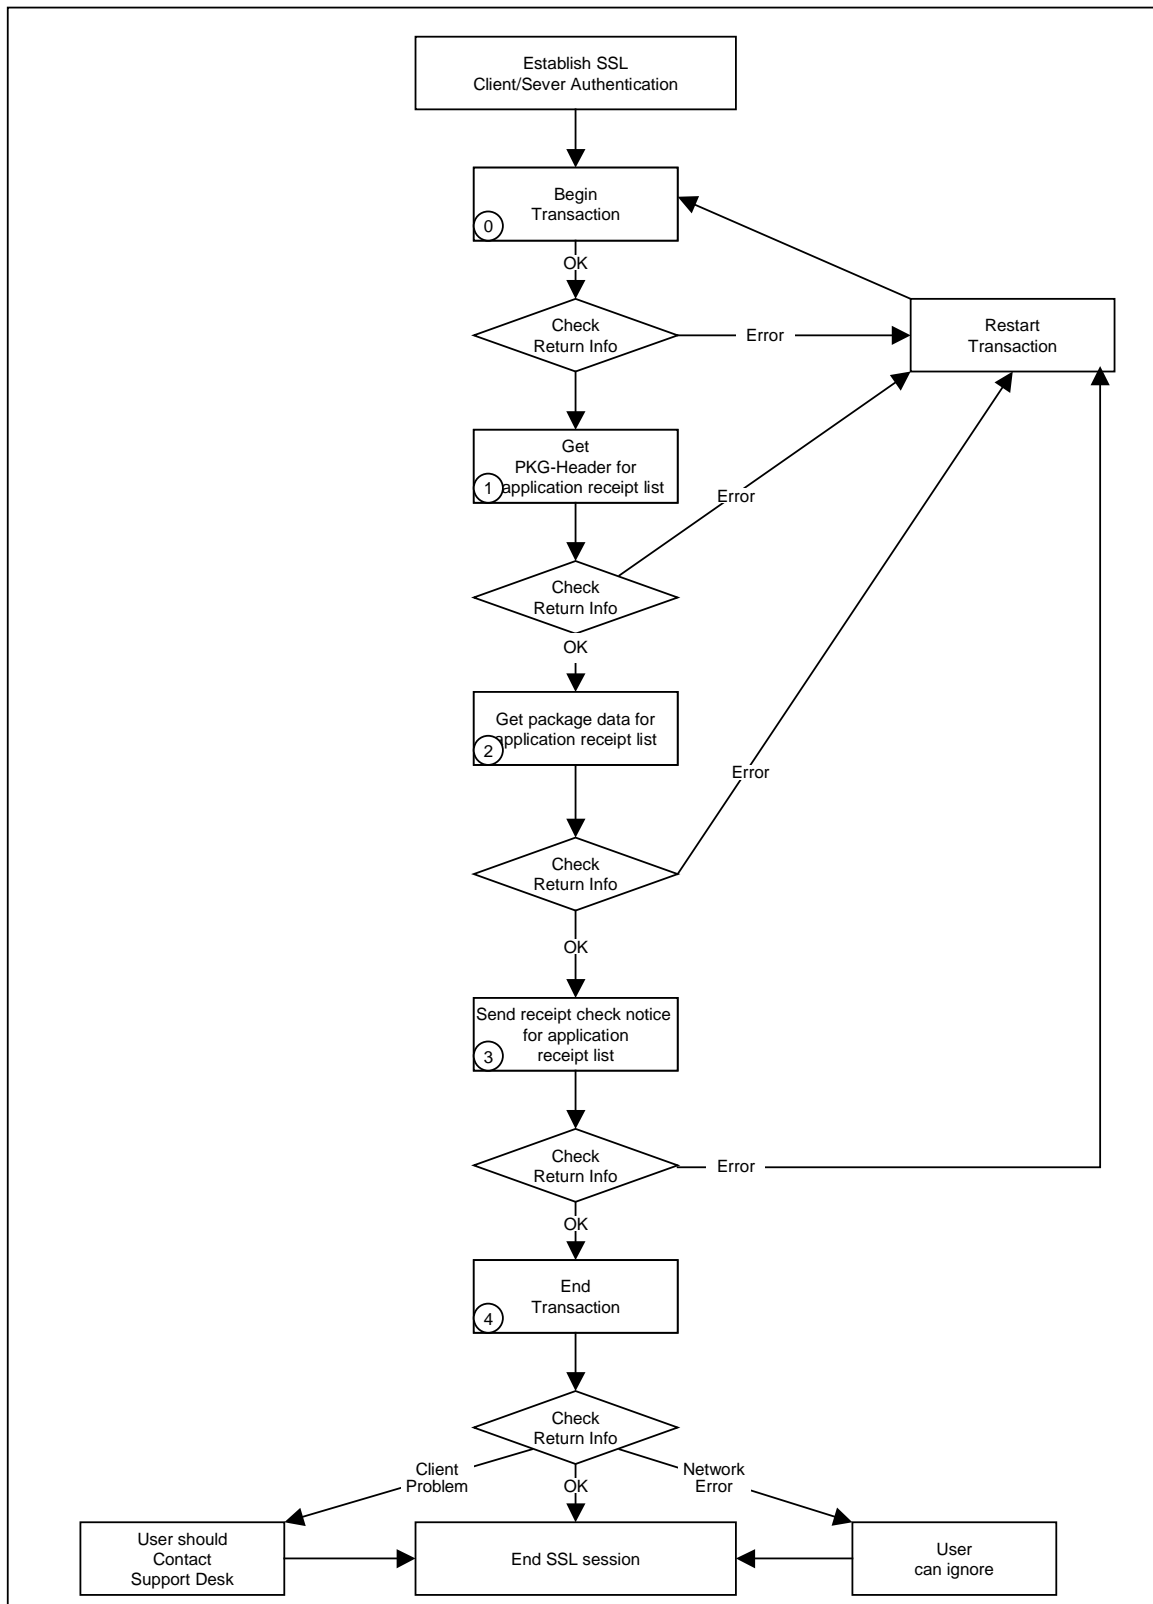 Establish SSL
Client/Sever Authentication
Begin
Transaction
0
OK
Check
Return Info
Error
Restart
Transaction
Get
PKG-Header for
application receipt list
1
Error
Check
Return Info
OK
Get package data for
application receipt list
2
Error
Check
Return Info
OK
Send receipt check notice
for application
receipt list
3
Check
Return Info
Error
OK
End
Transaction
4
Check
Return Info
Client
Problem
OK
Network
Error
User should
Contact
Support Desk
End SSL session
User
can ignore